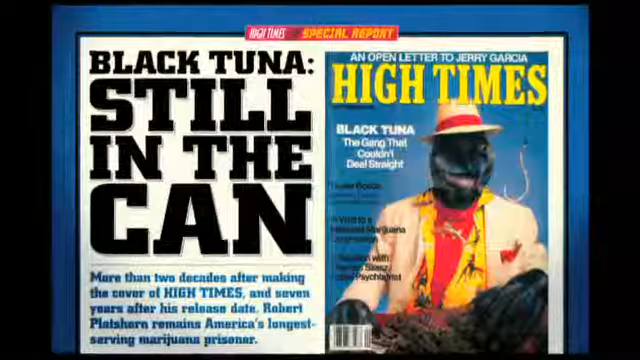 HIGH TIMES SPECIAL REPORT
BLACK TUNA:
STILL
IN THE
CAN
More than two decades after making
the cover of HIGH TIMES, and seven
years after his release date, Robert
Platshorn remains America's longest-
serving marijuana prisoner.
AN OPEN LETTER TO JERRY GARCIA
HIGH TIMES
BLACK TUNA
The Gang That
Couldn't
Deal Straight
A Visit to a
Marijuana
with
Psychiatrist